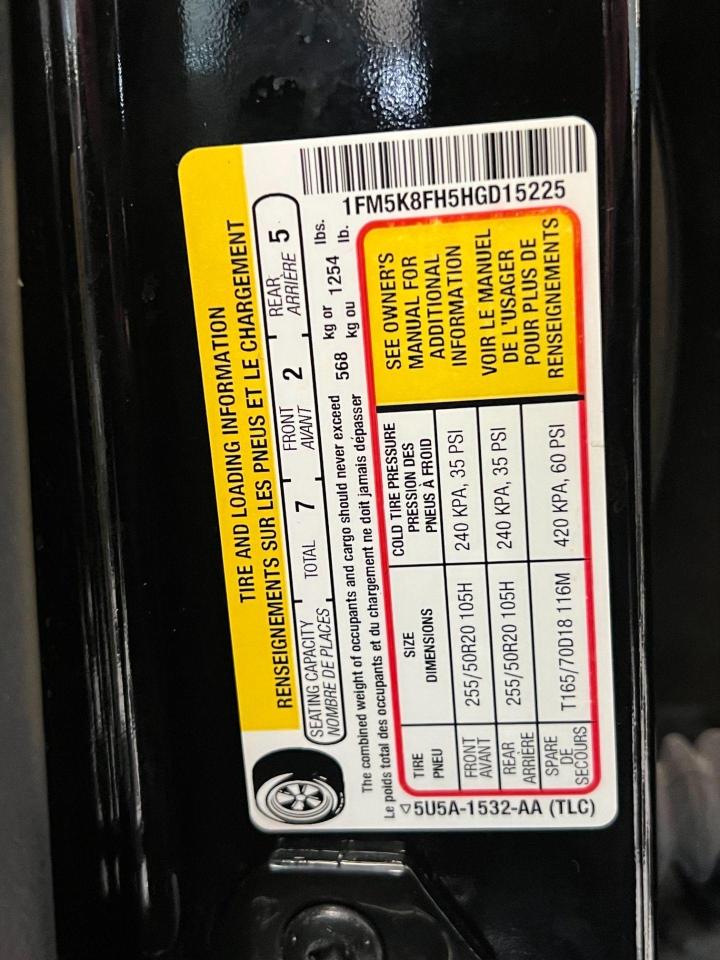 TIRE AND LOADING INFORMATION
RENSEIGNEMENTS SUR LES PNEUS ET LE CHARGEMENT
SEATING CAPACITY TOTAL 7 FRONT 2 REAR 5
NOMBRE DE PLACES AVANT ARRIÈRE
The combined weight of occupants and cargo should never exceed 568 kg or 1254 lbs.
Le poids total des occupants et du chargement ne doit jamais dépasser kg ou lb.
1FM5K8FH5HGD15225
TIRE SIZE COLD TIRE PRESSURE
PNEU DIMENSIONS PRESSION DES
PNEUS À FROID
FRONT 255/50R20 105H 240 KPA, 35 PSI
AVANT
REAR 255/50R20 105H 240 KPA, 35 PSI
ARRIÈRE
SPARE T165/70D18 116M 420 KPA, 60 PSI
DE
SECOURS
SEE OWNER'S
MANUAL FOR
ADDITIONAL
INFORMATION
VOIR LE MANUEL
DE L'USAGER
POUR PLUS DE
RENSEIGNEMENTS
5U5A-1532-AA (TLC)